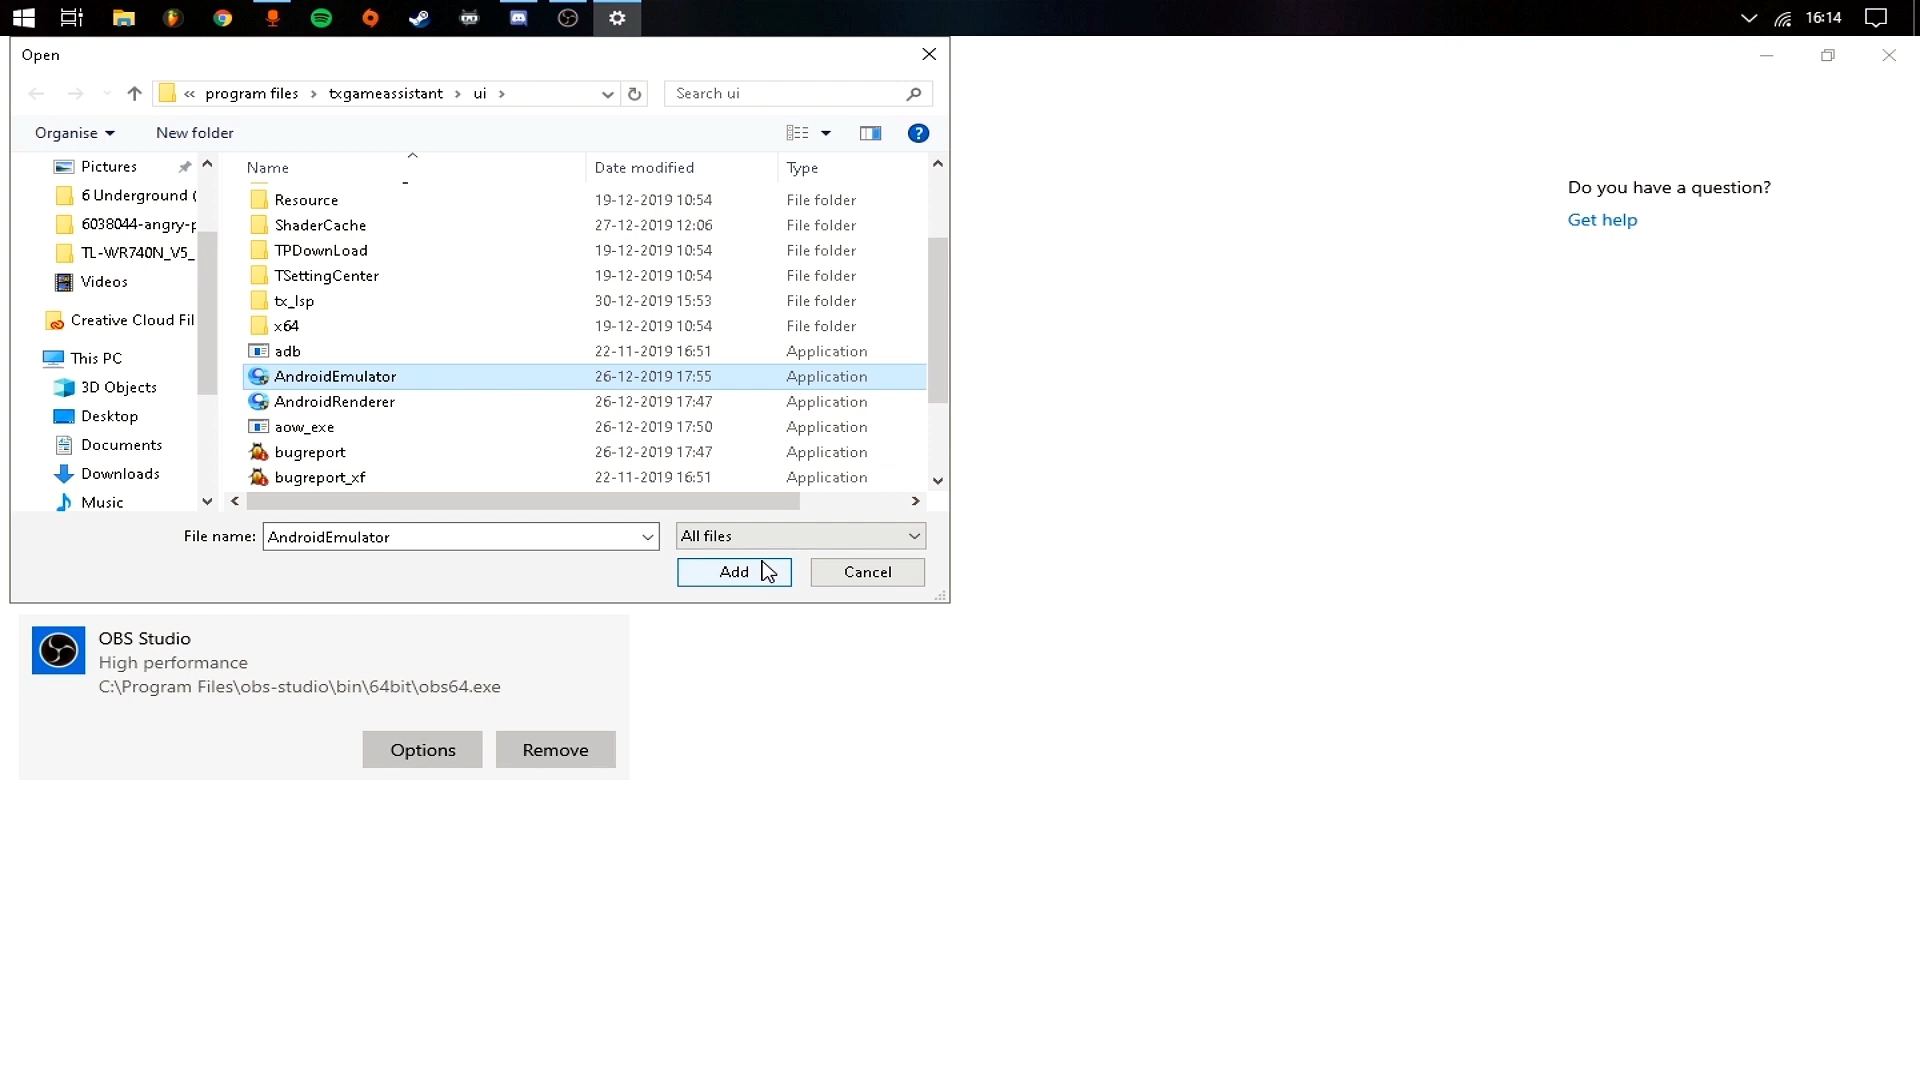 16:14
Open
« program files > txgameassistant > ui >
Search ui
Organise
New folder
?
Pictures
6 Underground (
6038044-angry-p
TL-WR740N_V5_
Videos
Creative Cloud Fil
This PC
3D Objects
Desktop
Documents
Downloads
Music
Name Date modified Type
Resource 19-12-2019 10:54 File folder
ShaderCache 27-12-2019 12:06 File folder
TPDownLoad 19-12-2019 10:54 File folder
TSettingCenter 19-12-2019 10:54 File folder
tx_lsp 30-12-2019 15:53 File folder
x64 19-12-2019 10:54 File folder
adb 22-11-2019 16:51 Application
AndroidEmulator 26-12-2019 17:55 Application
AndroidRenderer 26-12-2019 17:47 Application
aow_exe 26-12-2019 17:50 Application
bugreport 26-12-2019 17:47 Application
bugreport_xf 22-11-2019 16:51 Application
File name: AndroidEmulator All files
Add Cancel
OBS Studio
High performance
C:\Program Files\obs-studio\bin\64bit\obs64.exe
Options Remove
Do you have a question?
Get help